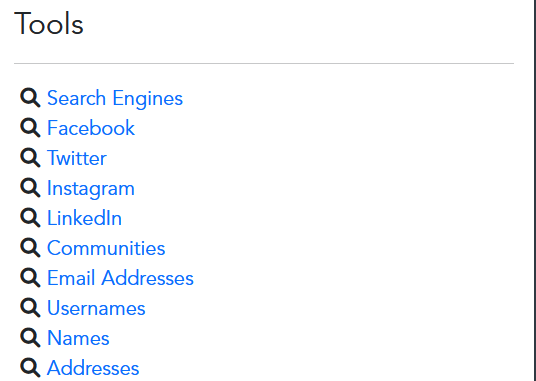 Tools
Search Engines
Facebook
Twitter
Instagram
LinkedIn
Communities
Email Addresses
Usernames
Names
Addresses